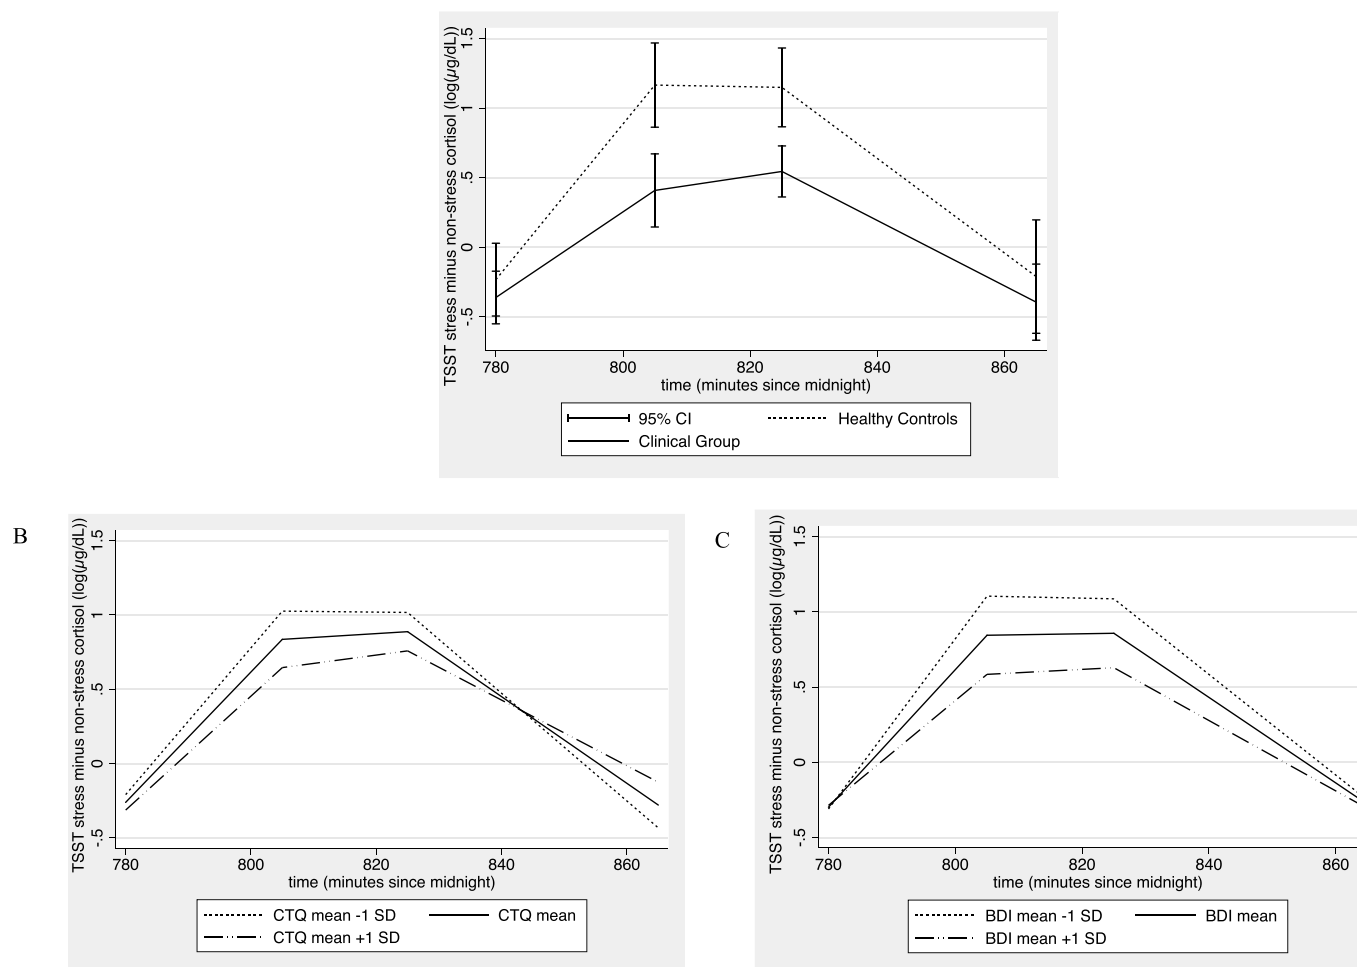 TSST stress minus non-stress cortisol (log(µg/dL))
1.5
1
.5
0
-.5
780 800 820 840 860
time (minutes since midnight)
95% CI Healthy Controls
Clinical Group
B
TSST stress minus non-stress cortisol (log(µg/dL))
1.5
1
.5
0
-.5
780 800 820 840 860
time (minutes since midnight)
CTQ mean -1 SD CTQ mean
CTQ mean +1 SD
C
TSST stress minus non-stress cortisol (log(µg/dL))
1.5
1
.5
0
-.5
780 800 820 840 860
time (minutes since midnight)
BDI mean -1 SD BDI mean
BDI mean +1 SD